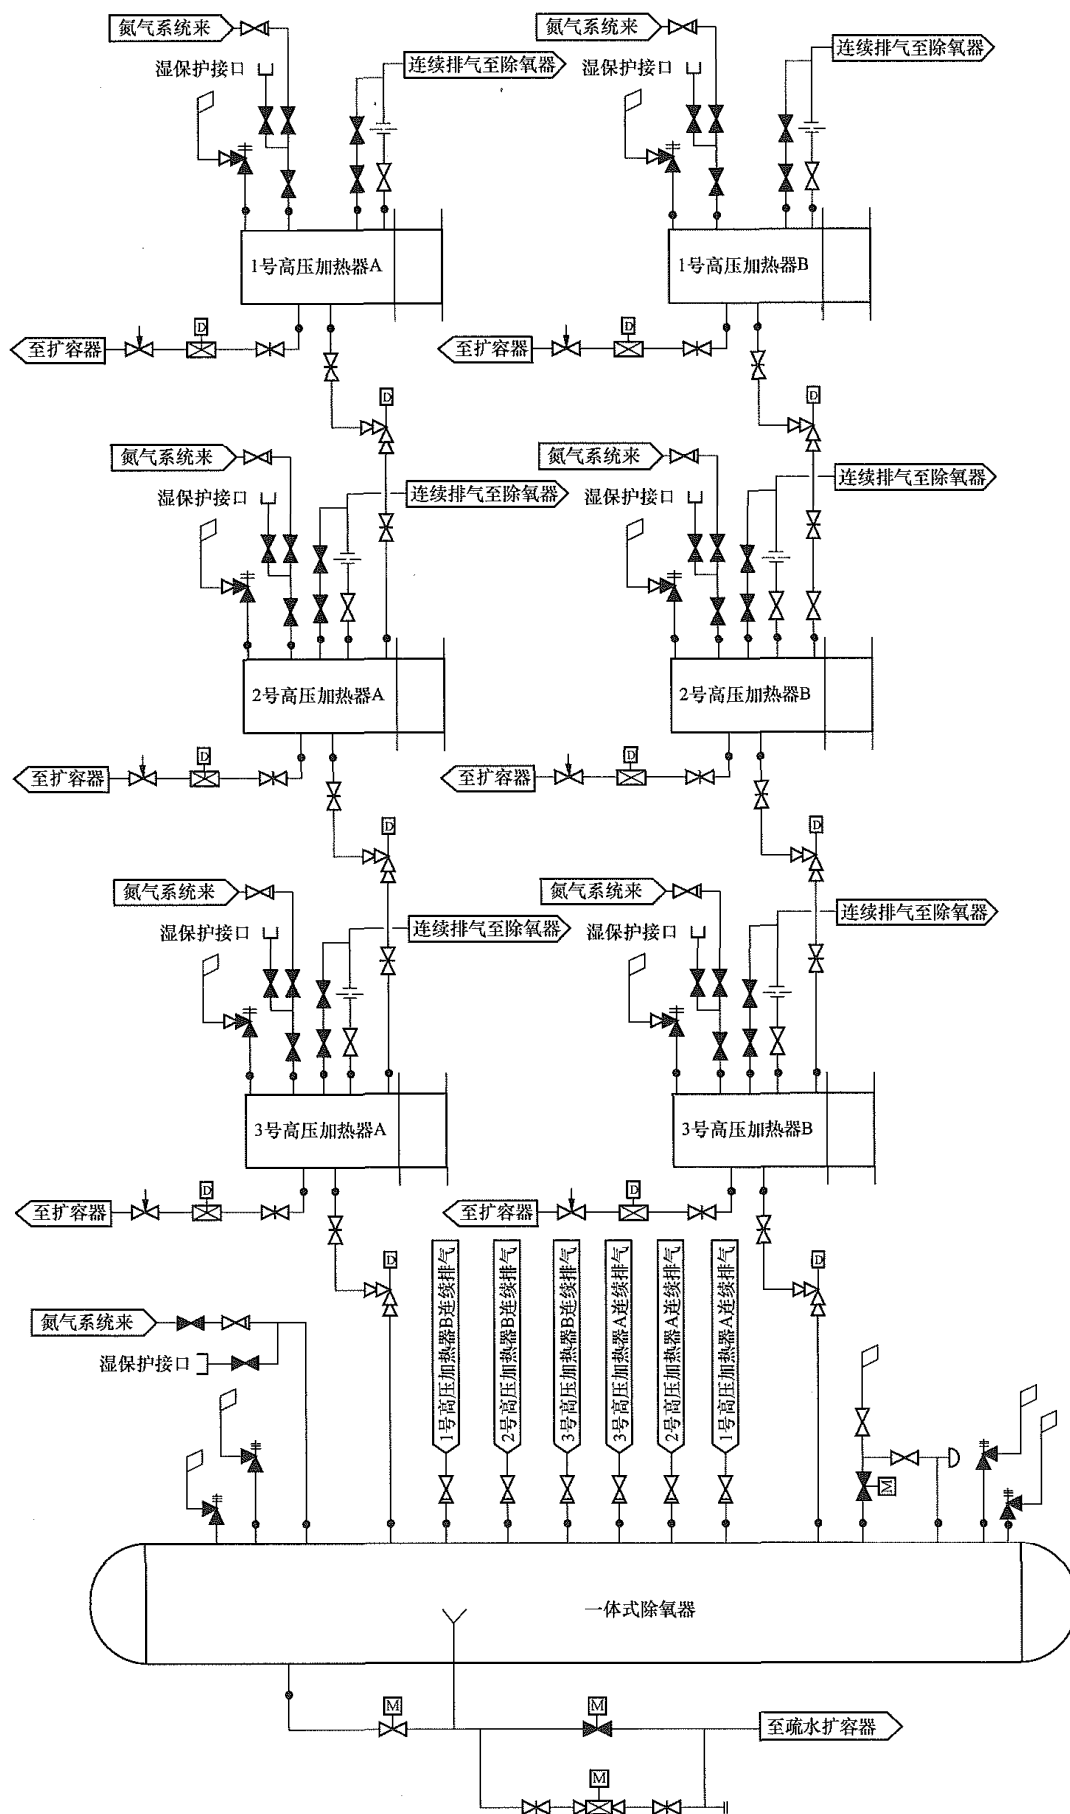 氮气系统来
氮气系统来
湿保护接口
连续排气至除氧器
湿保护接口
连续排气至除氧器
1号高压加热器A
1号高压加热器B
D
D
至扩容器
至扩容器
D
D
氮气系统来
氮气系统来
湿保护接口
连续排气至除氧器
湿保护接口
连续排气至除氧器
2号高压加热器A
2号高压加热器B
D
D
至扩容器
至扩容器
D
D
氮气系统来
氮气系统来
湿保护接口
连续排气至除氧器
湿保护接口
连续排气至除氧器
3号高压加热器A
3号高压加热器B
D
D
至扩容器
至扩容器
D
D
1号高压加热器B连续排气
2号高压加热器B连续排气
3号高压加热器B连续排气
3号高压加热器A连续排气
2号高压加热器A连续排气
1号高压加热器A连续排气
氮气系统来
湿保护接口
M
一体式除氧器
M
M
至疏水扩容器
M